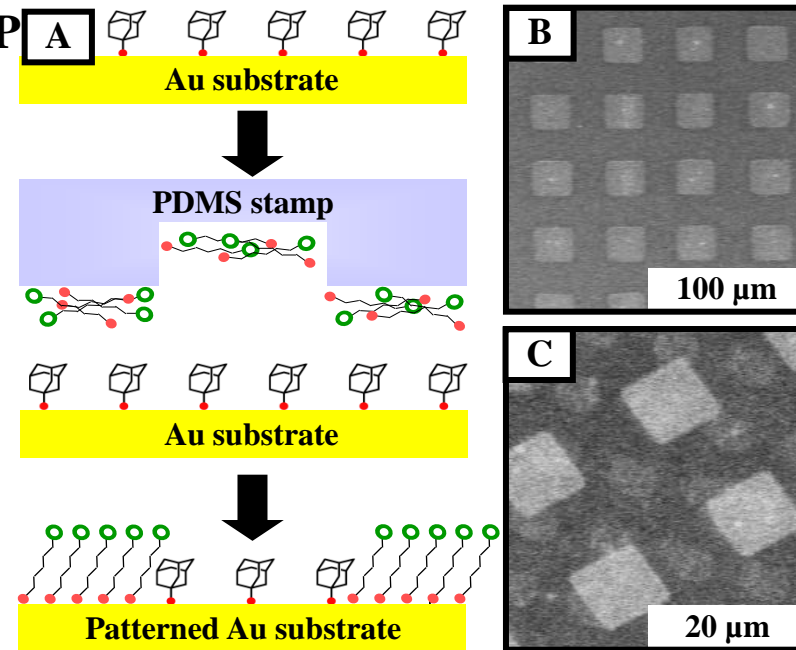 P
A
Au substrate
PDMS stamp
Au substrate
Patterned Au substrate
B
100 µm
C
20 µm